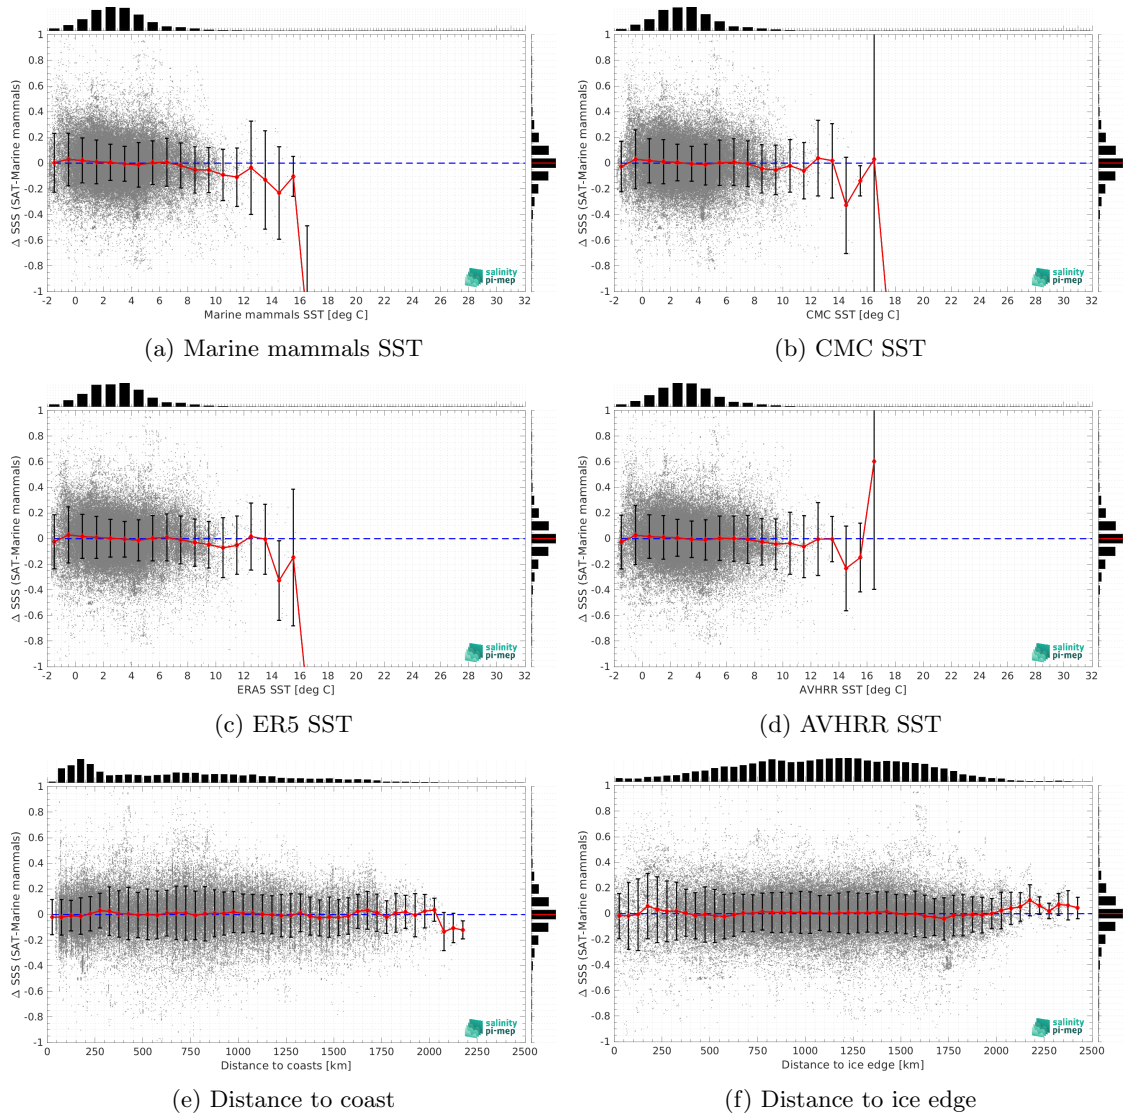 1
0.8
0.6
0.4
0.2
0
-0.2
-0.4
-0.6
-0.8
-1
Δ SSS (SAT-Marine mammals)
-2 0 2 4 6 8 10 12 14 16 18 20 22 24 26 28 30 32
Marine mammals SST [deg C]
salinity
pi-mep
(a) Marine mammals SST
1
0.8
0.6
0.4
0.2
0
-0.2
-0.4
-0.6
-0.8
-1
Δ SSS (SAT-Marine mammals)
-2 0 2 4 6 8 10 12 14 16 18 20 22 24 26 28 30 32
CMC SST [deg C]
salinity
pi-mep
(b) CMC SST
1
0.8
0.6
0.4
0.2
0
-0.2
-0.4
-0.6
-0.8
-1
Δ SSS (SAT-Marine mammals)
-2 0 2 4 6 8 10 12 14 16 18 20 22 24 26 28 30 32
ERA5 SST [deg C]
salinity
pi-mep
(c) ER5 SST
1
0.8
0.6
0.4
0.2
0
-0.2
-0.4
-0.6
-0.8
-1
Δ SSS (SAT-Marine mammals)
-2 0 2 4 6 8 10 12 14 16 18 20 22 24 26 28 30 32
AVHRR SST [deg C]
salinity
pi-mep
(d) AVHRR SST
1
0.8
0.6
0.4
0.2
0
-0.2
-0.4
-0.6
-0.8
-1
Δ SSS (SAT-Marine mammals)
0 250 500 750 1000 1250 1500 1750 2000 2250 2500
Distance to coasts [km]
salinity
pi-mep
(e) Distance to coast
1
0.8
0.6
0.4
0.2
0
-0.2
-0.4
-0.6
-0.8
-1
Δ SSS (SAT-Marine mammals)
0 250 500 750 1000 1250 1500 1750 2000 2250 2500
Distance to ice edge [km]
salinity
pi-mep
(f) Distance to ice edge